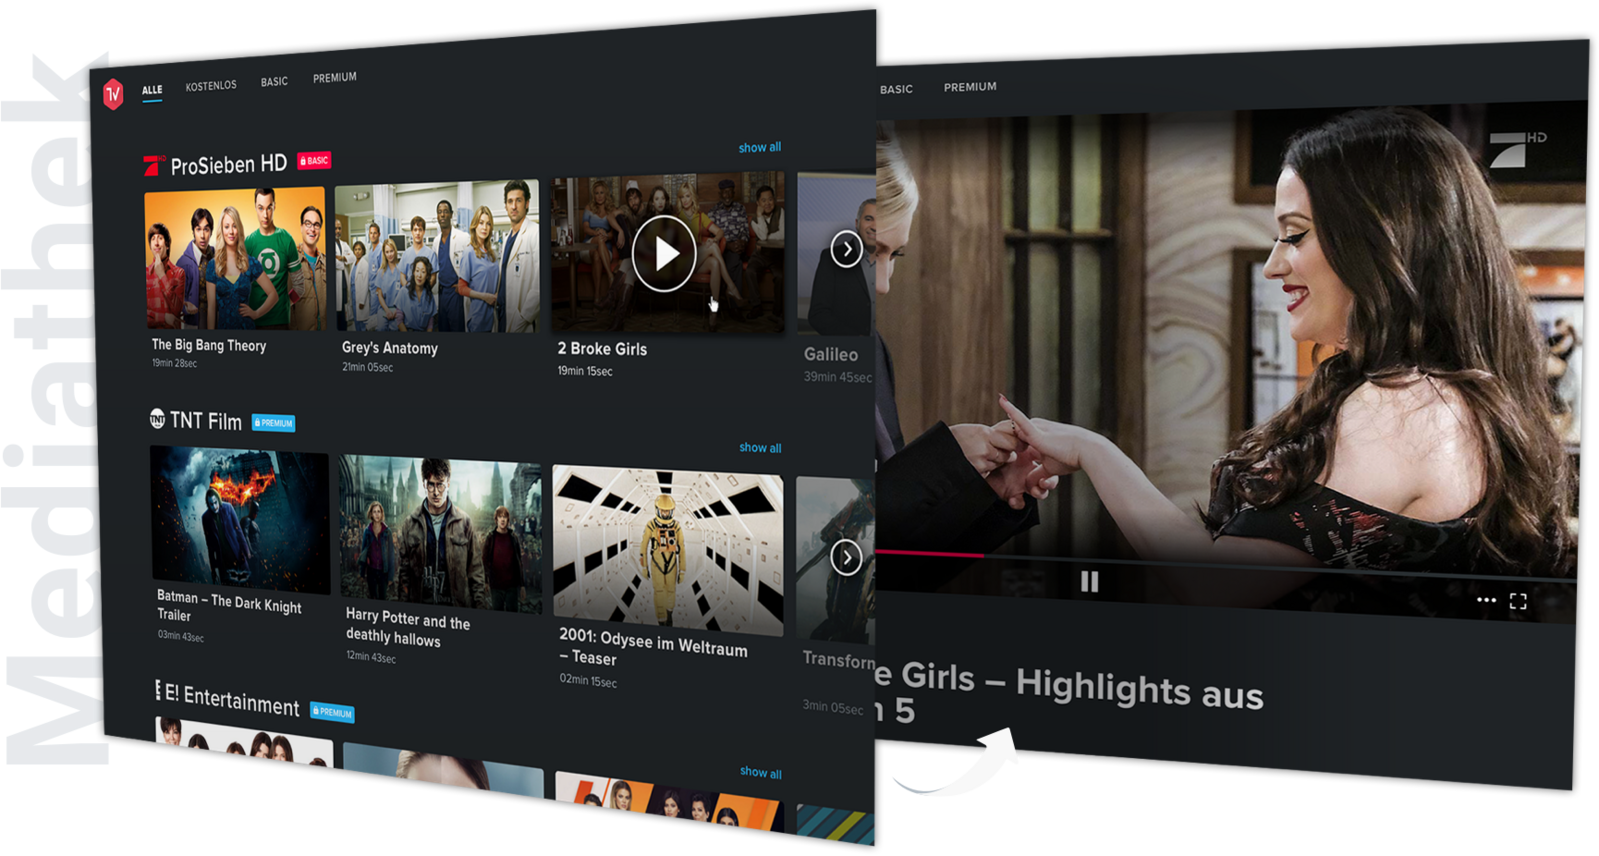 Mediathek
TV
ALLE
KOSTENLOS
BASIC
PREMIUM
ProSieben HD
BASIC
show all
The Big Bang Theory
19min 28sec
Grey's Anatomy
21min 05sec
2 Broke Girls
19min 15sec
Galileo
39min 45sec
TNT
TNT Film
PREMIUM
show all
Batman – The Dark Knight
Trailer
03min 43sec
Harry Potter and the
deathly hallows
12min 43sec
2001: Odysee im Weltraum
– Teaser
02min 15sec
Transform
3min 05sec
E! Entertainment
PREMIUM
show all
BASIC
PREMIUM
HD
e Girls – Highlights aus
n 5